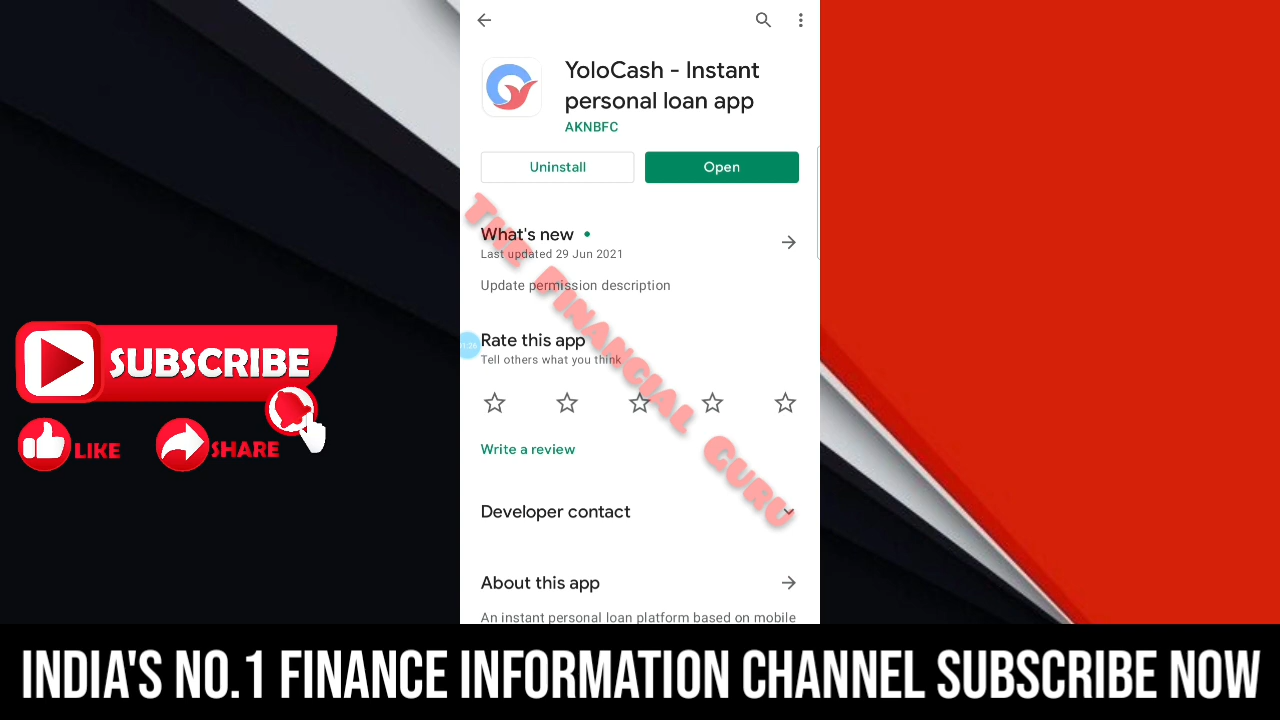 YoloCash - Instant
personal loan app
AKNBFC
Uninstall
Open
What's new
Last updated 29 Jun 2021
Update permission description
01:26
Rate this app
Tell others what you think
Write a review
Developer contact
About this app
An instant personal loan platform based on mobile
The Financial Guru
SUBSCRIBE
LIKE
SHARE
INDIA'S NO.1 FINANCE INFORMATION CHANNEL SUBSCRIBE NOW